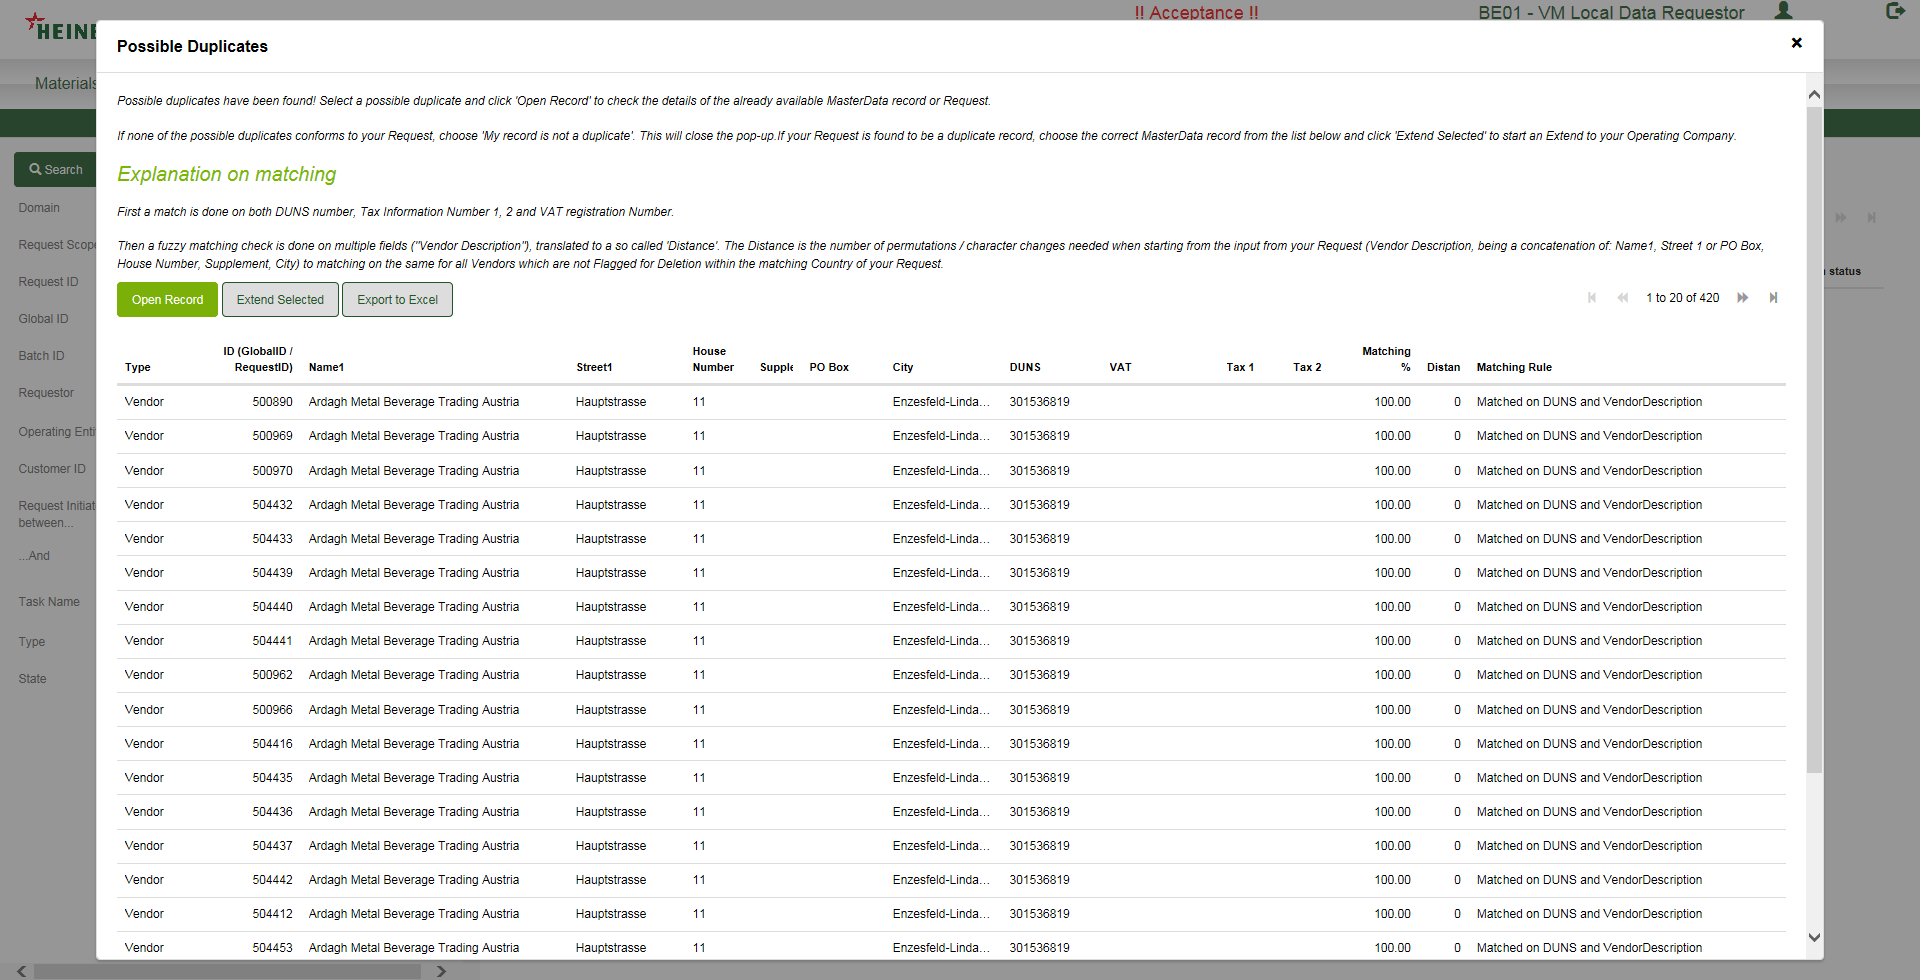 HEINE
!! Acceptance !!
BE01 - VM Local Data Requestor
Possible Duplicates
Materials
Possible duplicates have been found! Select a possible duplicate and click 'Open Record' to check the details of the already available MasterData record or Request.
If none of the possible duplicates conforms to your Request, choose 'My record is not a duplicate'. This will close the pop-up.If your Request is found to be a duplicate record, choose the correct MasterData record from the list below and click 'Extend Selected' to start an Extend to your Operating Company.
Explanation on matching
First a match is done on both DUNS number, Tax Information Number 1, 2 and VAT registration Number.
Then a fuzzy matching check is done on multiple fields ("Vendor Description"), translated to a so called 'Distance'. The Distance is the number of permutations / character changes needed when starting from the input from your Request (Vendor Description, being a concatenation of: Name1, Street 1 or PO Box,
House Number, Supplement, City) to matching on the same for all Vendors which are not Flagged for Deletion within the matching Country of your Request.
Search
Domain
Request Scope
Request ID
Global ID
Batch ID
Requestor
Operating Enti
Customer ID
Request Initiat
between...
...And
Task Name
Type
State
status
Open Record Extend Selected Export to Excel 1 to 20 of 420
Type ID (GlobalID / RequestID) Name1 Street1 House Number Supple PO Box City DUNS VAT Tax 1 Tax 2 Matching % Distan Matching Rule
Vendor 500890 Ardagh Metal Beverage Trading Austria Hauptstrasse 11 Enzesfeld-Linda... 301536819 100.00 0 Matched on DUNS and VendorDescription
Vendor 500969 Ardagh Metal Beverage Trading Austria Hauptstrasse 11 Enzesfeld-Linda... 301536819 100.00 0 Matched on DUNS and VendorDescription
Vendor 500970 Ardagh Metal Beverage Trading Austria Hauptstrasse 11 Enzesfeld-Linda... 301536819 100.00 0 Matched on DUNS and VendorDescription
Vendor 504432 Ardagh Metal Beverage Trading Austria Hauptstrasse 11 Enzesfeld-Linda... 301536819 100.00 0 Matched on DUNS and VendorDescription
Vendor 504433 Ardagh Metal Beverage Trading Austria Hauptstrasse 11 Enzesfeld-Linda... 301536819 100.00 0 Matched on DUNS and VendorDescription
Vendor 504439 Ardagh Metal Beverage Trading Austria Hauptstrasse 11 Enzesfeld-Linda... 301536819 100.00 0 Matched on DUNS and VendorDescription
Vendor 504440 Ardagh Metal Beverage Trading Austria Hauptstrasse 11 Enzesfeld-Linda... 301536819 100.00 0 Matched on DUNS and VendorDescription
Vendor 504441 Ardagh Metal Beverage Trading Austria Hauptstrasse 11 Enzesfeld-Linda... 301536819 100.00 0 Matched on DUNS and VendorDescription
Vendor 500962 Ardagh Metal Beverage Trading Austria Hauptstrasse 11 Enzesfeld-Linda... 301536819 100.00 0 Matched on DUNS and VendorDescription
Vendor 500966 Ardagh Metal Beverage Trading Austria Hauptstrasse 11 Enzesfeld-Linda... 301536819 100.00 0 Matched on DUNS and VendorDescription
Vendor 504416 Ardagh Metal Beverage Trading Austria Hauptstrasse 11 Enzesfeld-Linda... 301536819 100.00 0 Matched on DUNS and VendorDescription
Vendor 504435 Ardagh Metal Beverage Trading Austria Hauptstrasse 11 Enzesfeld-Linda... 301536819 100.00 0 Matched on DUNS and VendorDescription
Vendor 504436 Ardagh Metal Beverage Trading Austria Hauptstrasse 11 Enzesfeld-Linda... 301536819 100.00 0 Matched on DUNS and VendorDescription
Vendor 504437 Ardagh Metal Beverage Trading Austria Hauptstrasse 11 Enzesfeld-Linda... 301536819 100.00 0 Matched on DUNS and VendorDescription
Vendor 504442 Ardagh Metal Beverage Trading Austria Hauptstrasse 11 Enzesfeld-Linda... 301536819 100.00 0 Matched on DUNS and VendorDescription
Vendor 504412 Ardagh Metal Beverage Trading Austria Hauptstrasse 11 Enzesfeld-Linda... 301536819 100.00 0 Matched on DUNS and VendorDescription
Vendor 504453 Ardagh Metal Beverage Trading Austria Hauptstrasse 11 Enzesfeld-Linda... 301536819 100.00 0 Matched on DUNS and VendorDescription